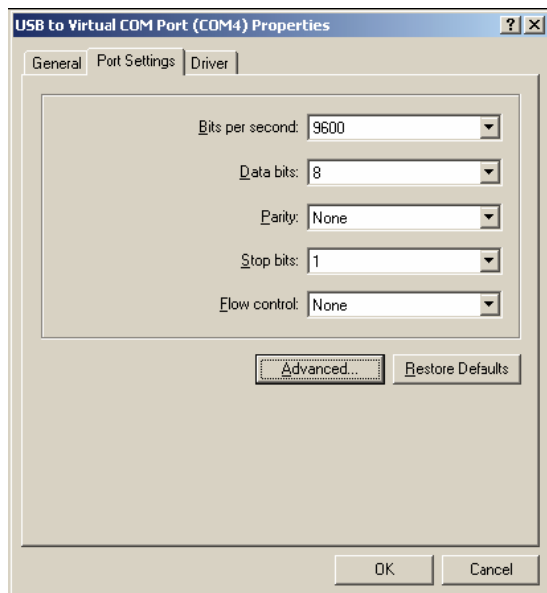 USB to Virtual COM Port (COM4) Properties
General Port Settings Driver
Bits per second: 9600
Data bits: 8
Parity: None
Stop bits: 1
Flow control: None
Advanced... Restore Defaults
OK Cancel